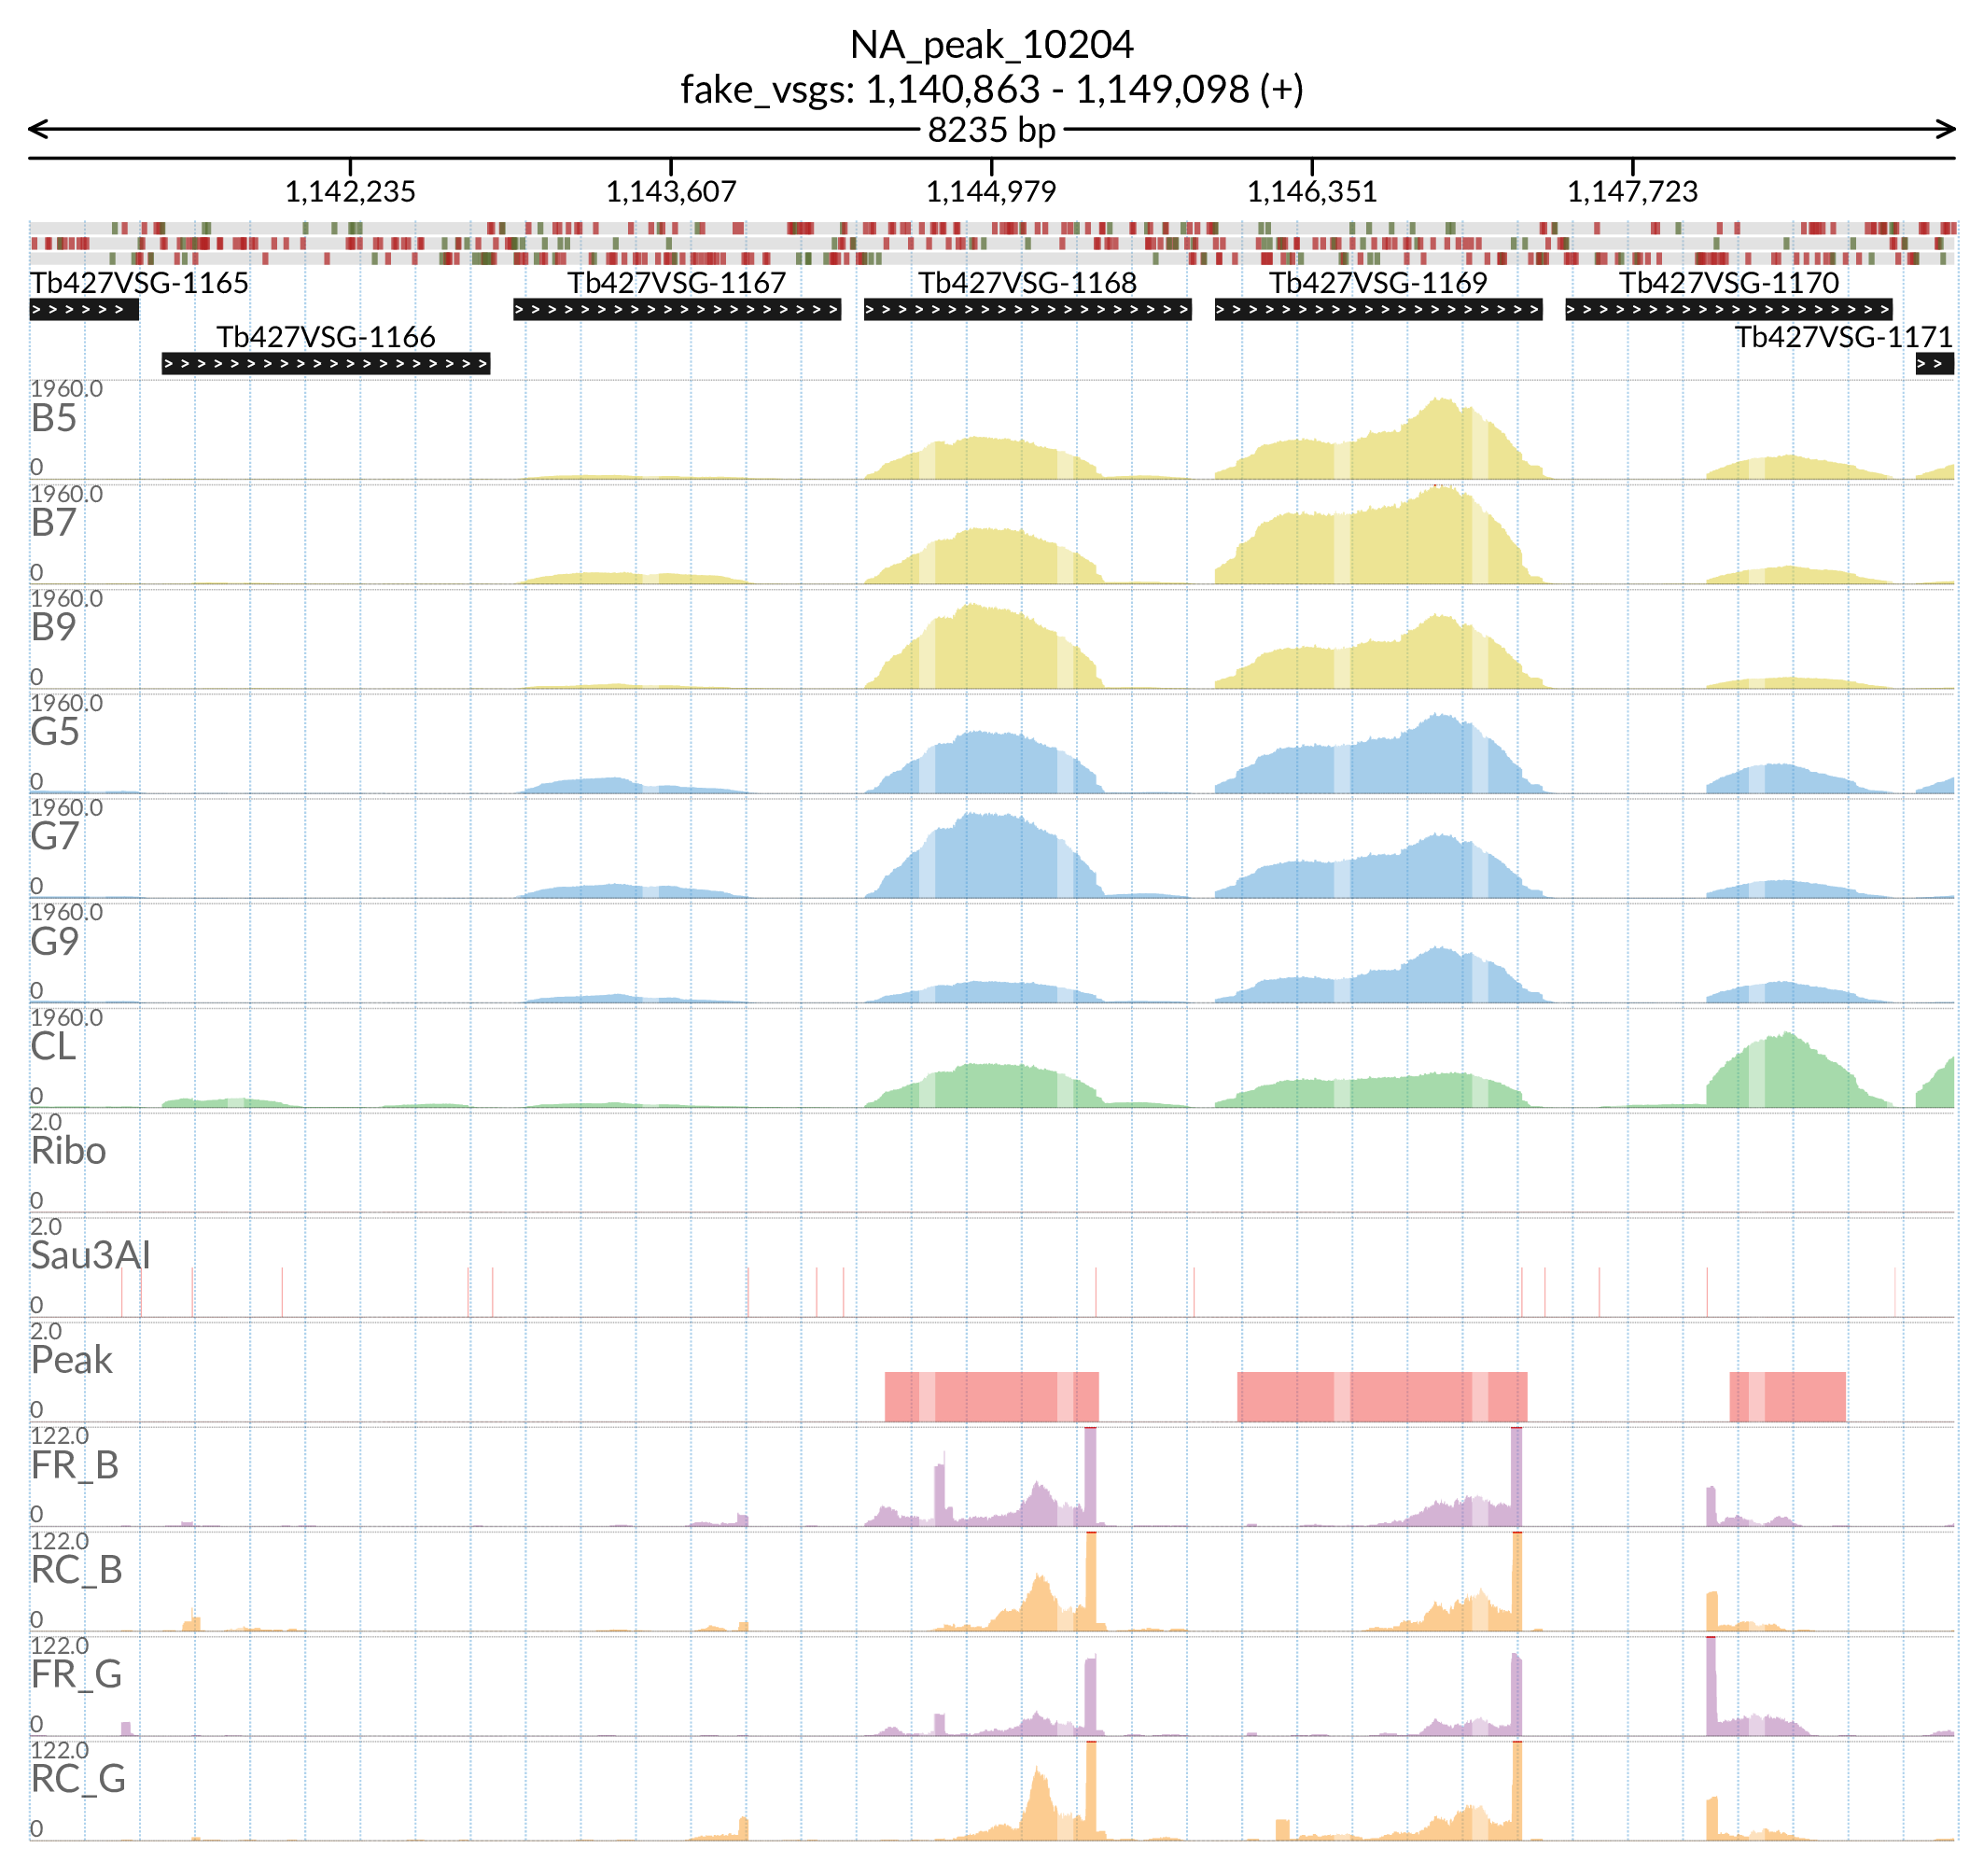 NA_peak_10204
fake_vsgs: 1,140,863 - 1,149,098 (+)
8235 bp
1,142,235 1,143,607 1,144,979 1,146,351 1,147,723
Tb427VSG-1165 Tb427VSG-1167 Tb427VSG-1168 Tb427VSG-1169 Tb427VSG-1170
Tb427VSG-1166 Tb427VSG-1171
1960.0
B5
0
1960.0
B7
0
1960.0
B9
0
1960.0
G5
0
1960.0
G7
0
1960.0
G9
0
1960.0
CL
0
2.0
Ribo
0
2.0
Sau3AI
0
2.0
Peak
0
122.0
FR_B
0
122.0
RC_B
0
122.0
FR_G
0
122.0
RC_G
0